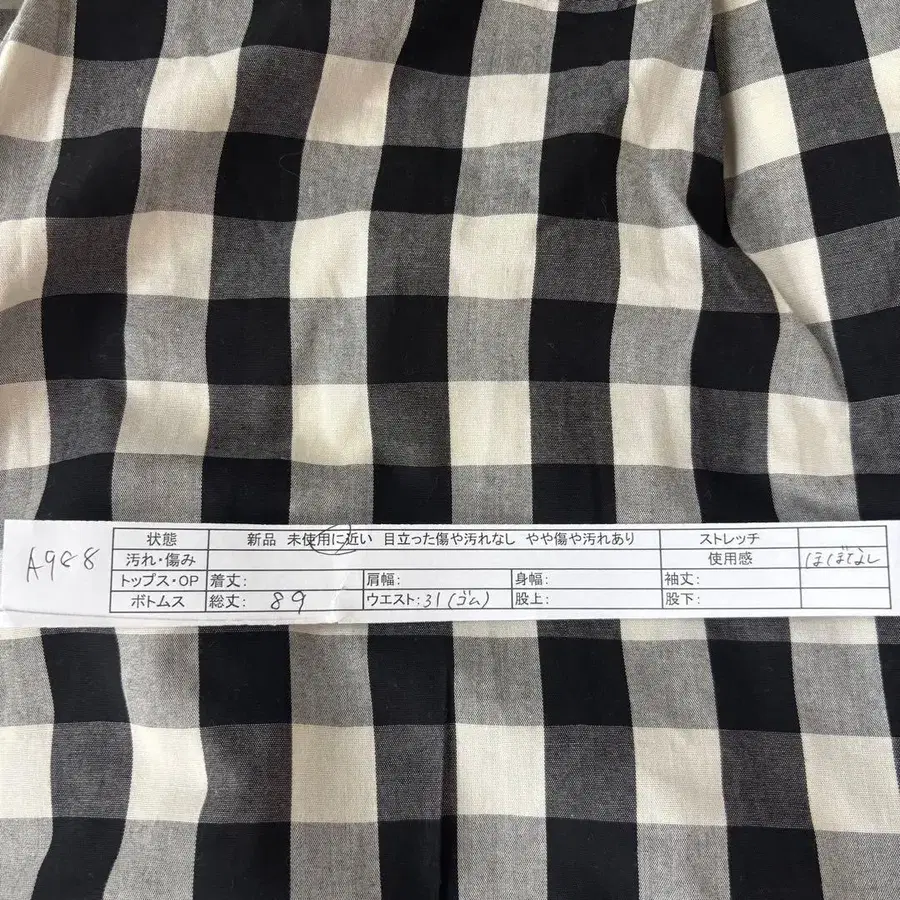 A988
状態 新品 未使用に近い 目立った傷や汚れなし やや傷や汚れあり ストレッチ
汚れ・傷み 使用感 ほぼなし
トップス・OP 着丈: 肩幅: 身幅: 袖丈:
ボトムス 総丈: 89 ウエスト: 31(ゴム) 股上: 股下: